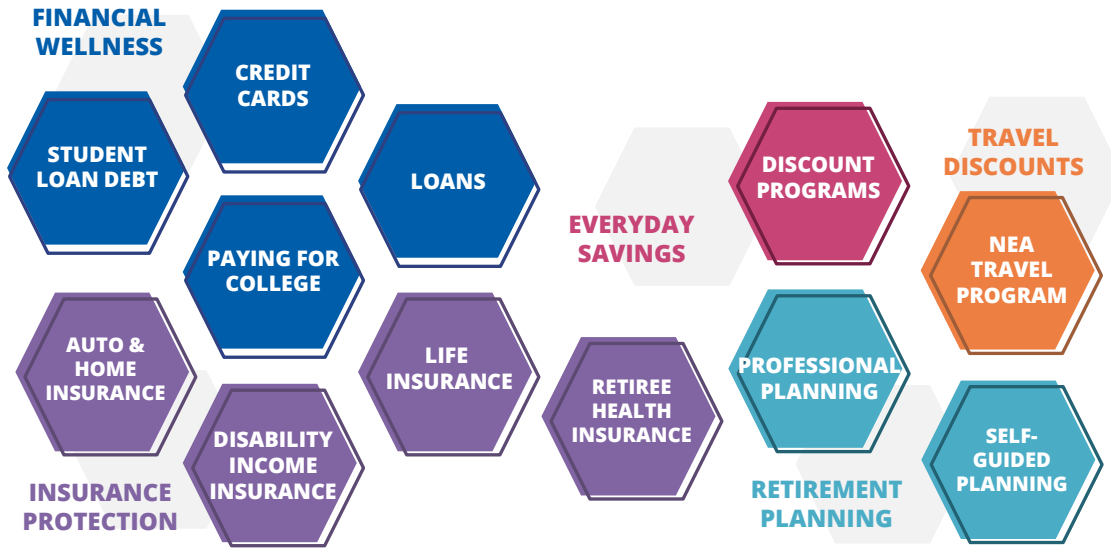 FINANCIAL
WELLNESS
CREDIT
CARDS
STUDENT
LOAN DEBT
LOANS
PAYING FOR
COLLEGE
AUTO &
HOME
INSURANCE
DISABILITY
INCOME
INSURANCE
LIFE
INSURANCE
RETIREE
HEALTH
INSURANCE
INSURANCE
PROTECTION
EVERYDAY
SAVINGS
DISCOUNT
PROGRAMS
TRAVEL
DISCOUNTS
NEA
TRAVEL
PROGRAM
PROFESSIONAL
PLANNING
SELF-
GUIDED
PLANNING
RETIREMENT
PLANNING